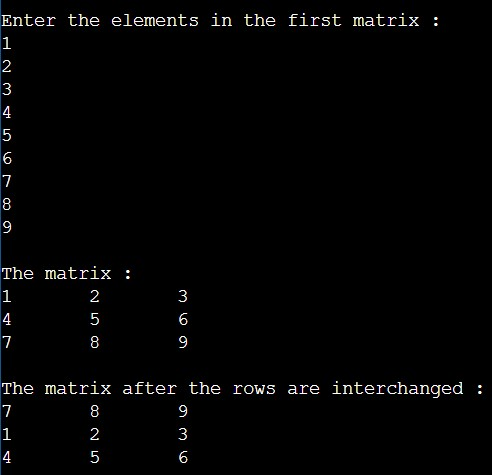 Enter the elements in the first matrix :
1
2
3
4
5
6
7
8
9
The matrix :
1 2 3
4 5 6
7 8 9
The matrix after the rows are interchanged :
7 8 9
1 2 3
4 5 6